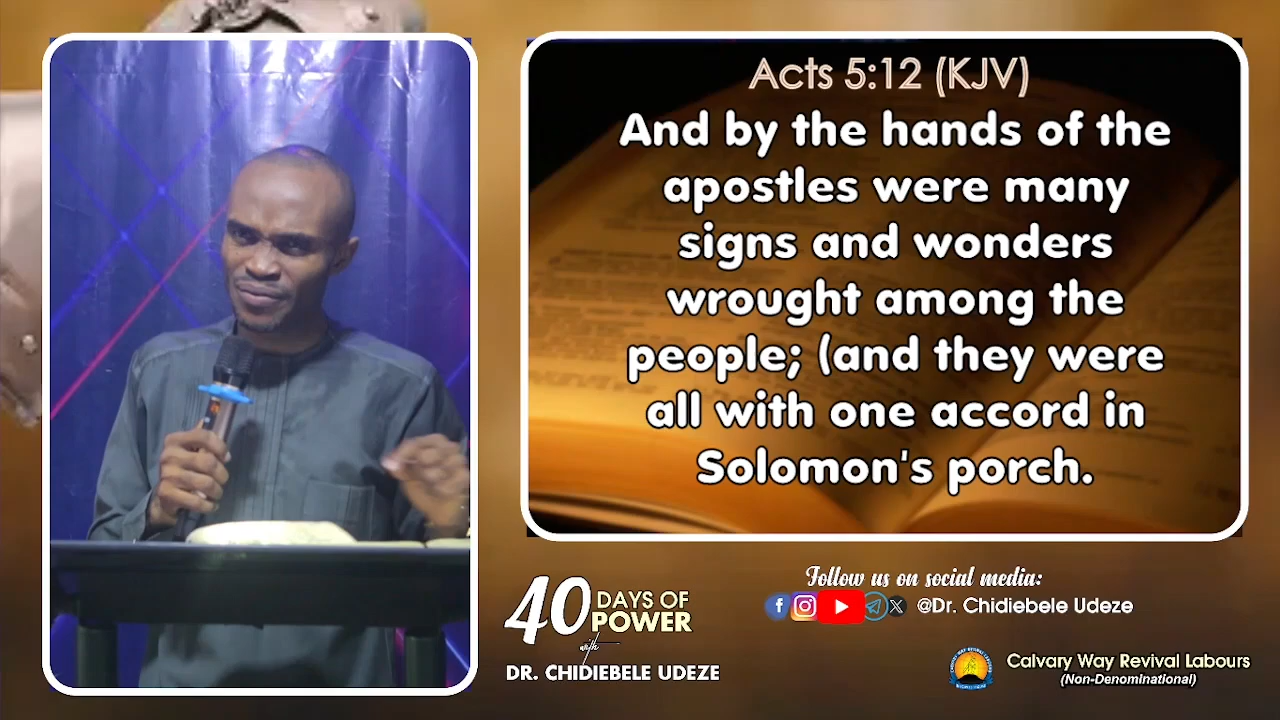 Acts 5:12 (KJV)
And by the hands of the
apostles were many
signs and wonders
wrought among the
people; (and they were
all with one accord in
Solomon's porch.
40 DAYS OF
POWER
with
DR. CHIDIEBELE UDEZE
Follow us on social media:
@Dr. Chidiebele Udeze
Calvary Way Revival Labours
(Non-Denominational)